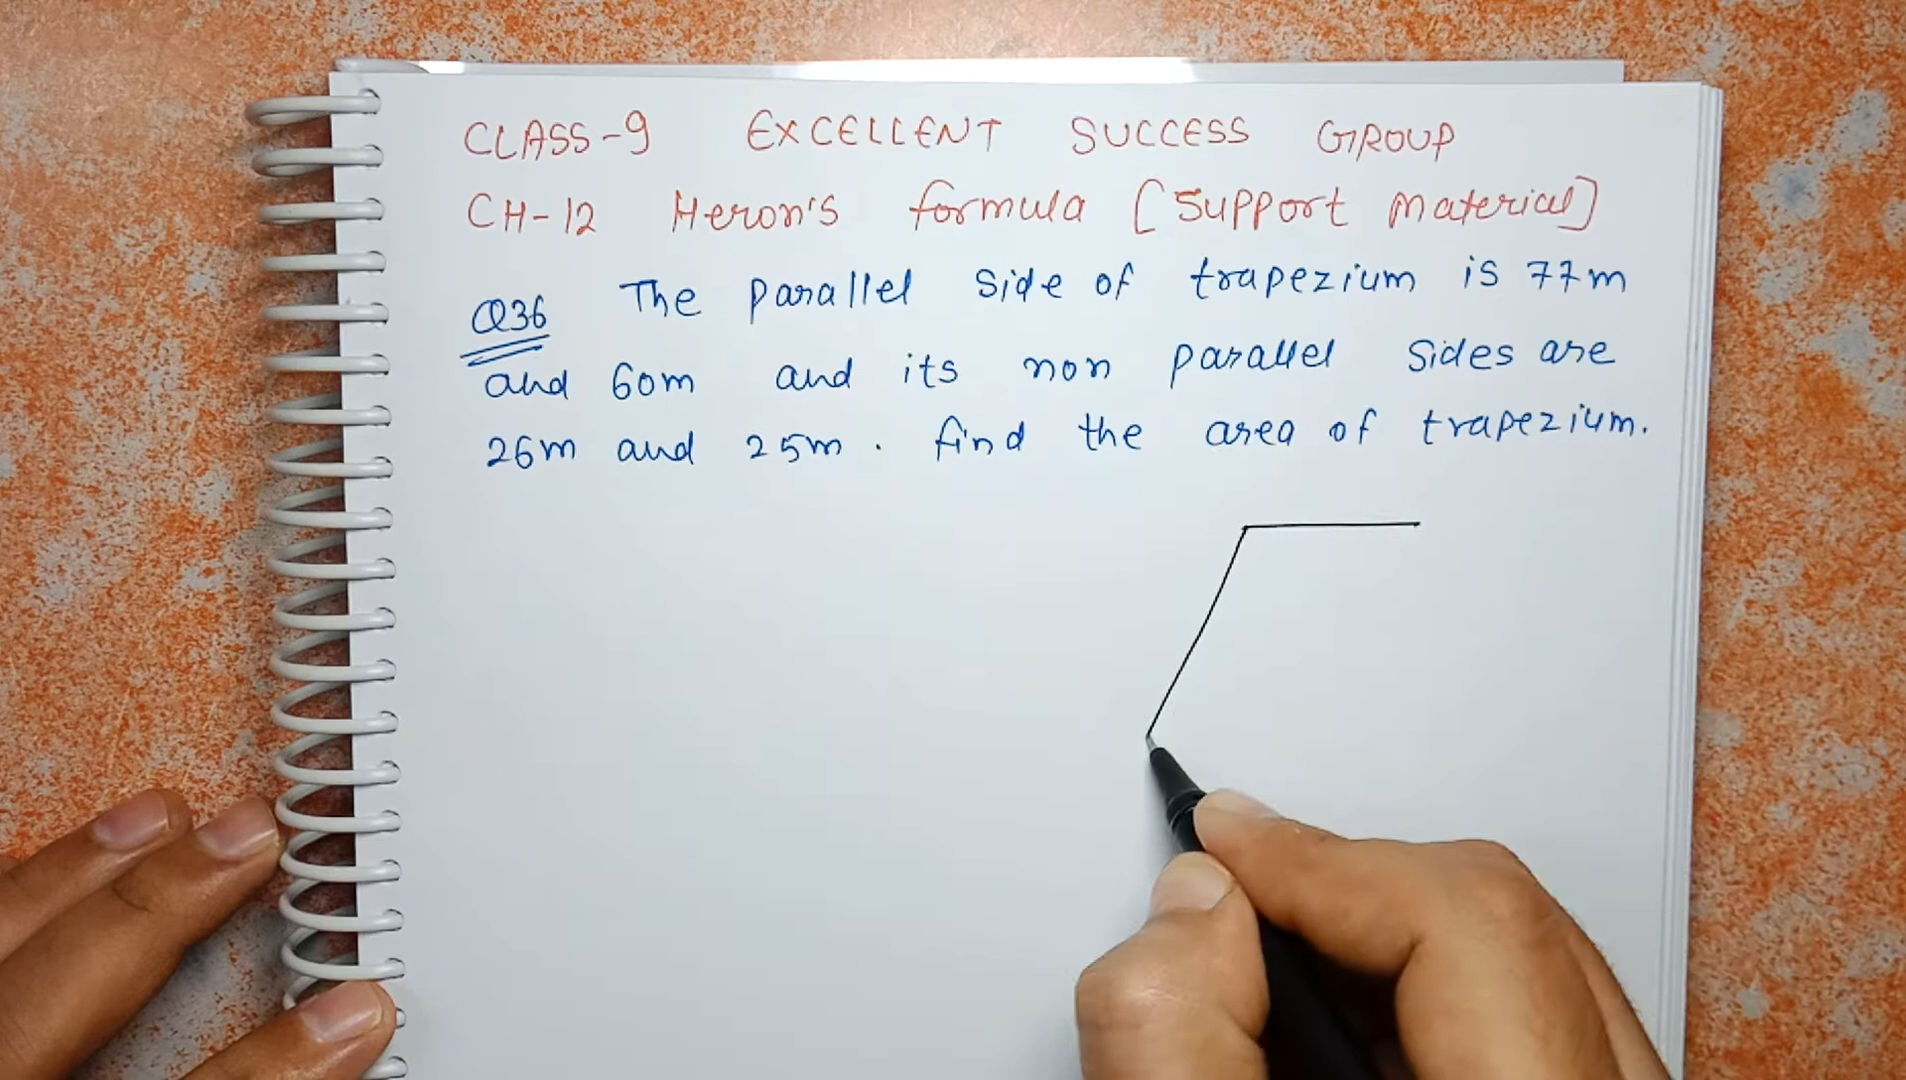 CLASS-9 EXCELLENT SUCCESS GROUP
CH-12 Heron's formula [Support Material]
Q36 The parallel side of trapezium is 77m
and 60m and its non parallel sides are
26m and 25m. find the area of trapezium.